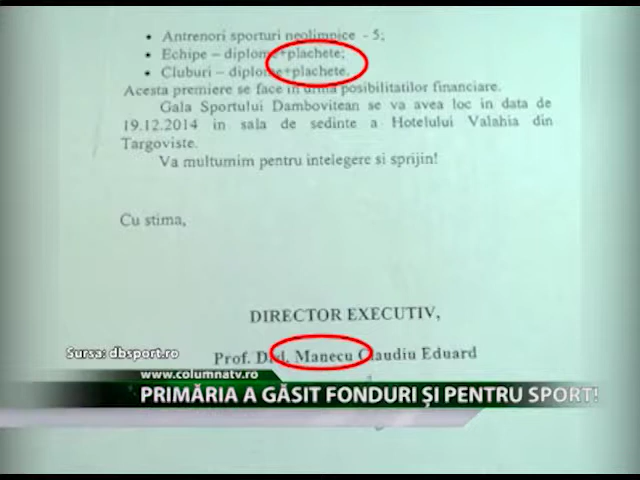 • Antrenori sporturi neolimpice - 5;
• Echipe – diplome+plachete;
• Cluburi – diplome+plachete.
Acesta premiere se face in urma posibilitatilor financiare.
Gala Sportului Dambovitean se va avea loc in data de
19.12.2014 in sala de sedinte a Hotelului Valahia din
Targoviste.
Va multumim pentru intelegere si sprijin!
Cu stima,
DIRECTOR EXECUTIV,
Prof. Drd. Manecu Claudiu Eduard
Sursa: dbsport.ro
www.columnatv.ro
PRIMĂRIA A GĂSIT FONDURI ȘI PENTRU SPORT!